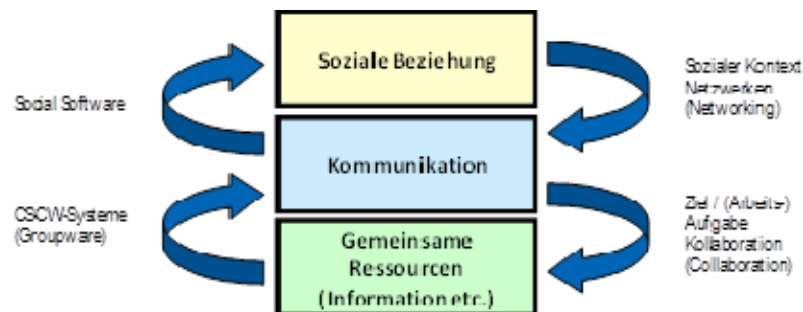 Soziale Beziehung
Social Software
Sozialer Kontext
Netzwerken
(Networking)
Kommunikation
CSCW-Systeme
(Groupware)
Ziel / (Arbeits-)
Aufgabe
Kollaboration
(Collaboration)
Gemeinsame
Ressourcen
(Information etc.)